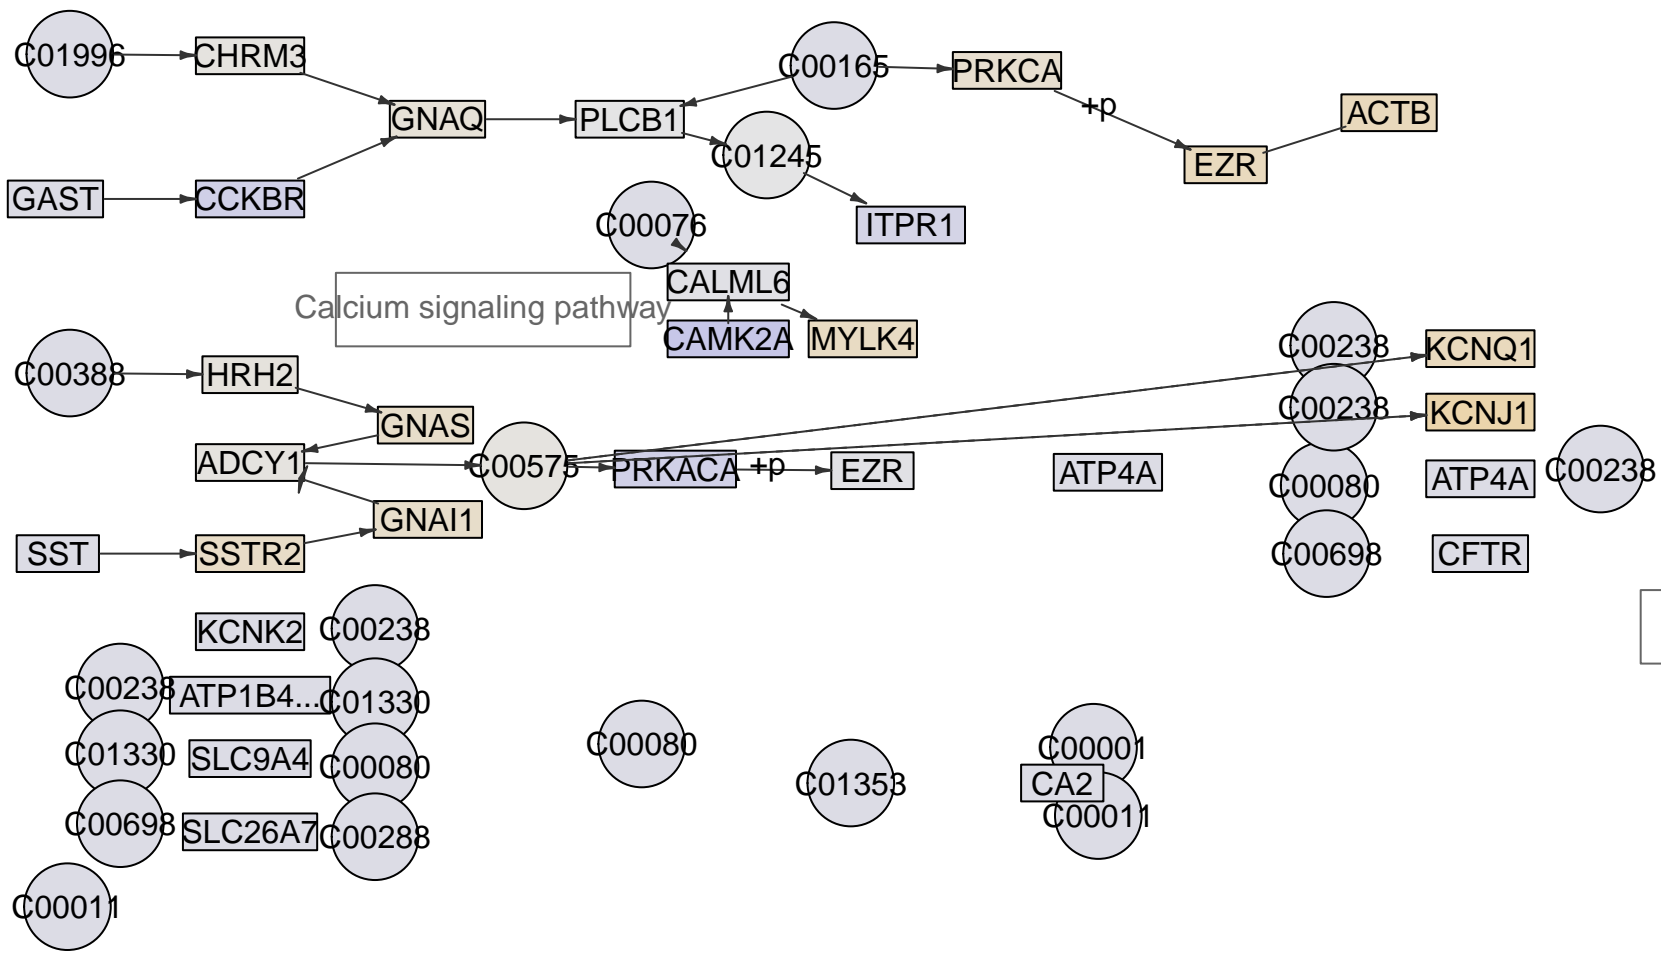 C01996
CHRM3
C00165
PRKCA
+p
ACTB
GNAQ
PLCB1
C01245
EZR
GAST
CCKBR
C00076
ITPR1
CALML6
Calcium signaling pathway
CAMK2A
MYLK4
C00238
KCNQ1
C00388
HRH2
C00238
KCNJ1
GNAS
ADCY1
C00575
PRKACA
+p
EZR
ATP4A
C00080
ATP4A
C00238
GNAI1
SST
SSTR2
C00698
CFTR
KCNK2
C00238
C00238
ATP1B4...
C01330
C01330
SLC9A4
C00080
C00080
C01353
C00001
CA2
C00011
C00698
SLC26A7
C00288
C00011